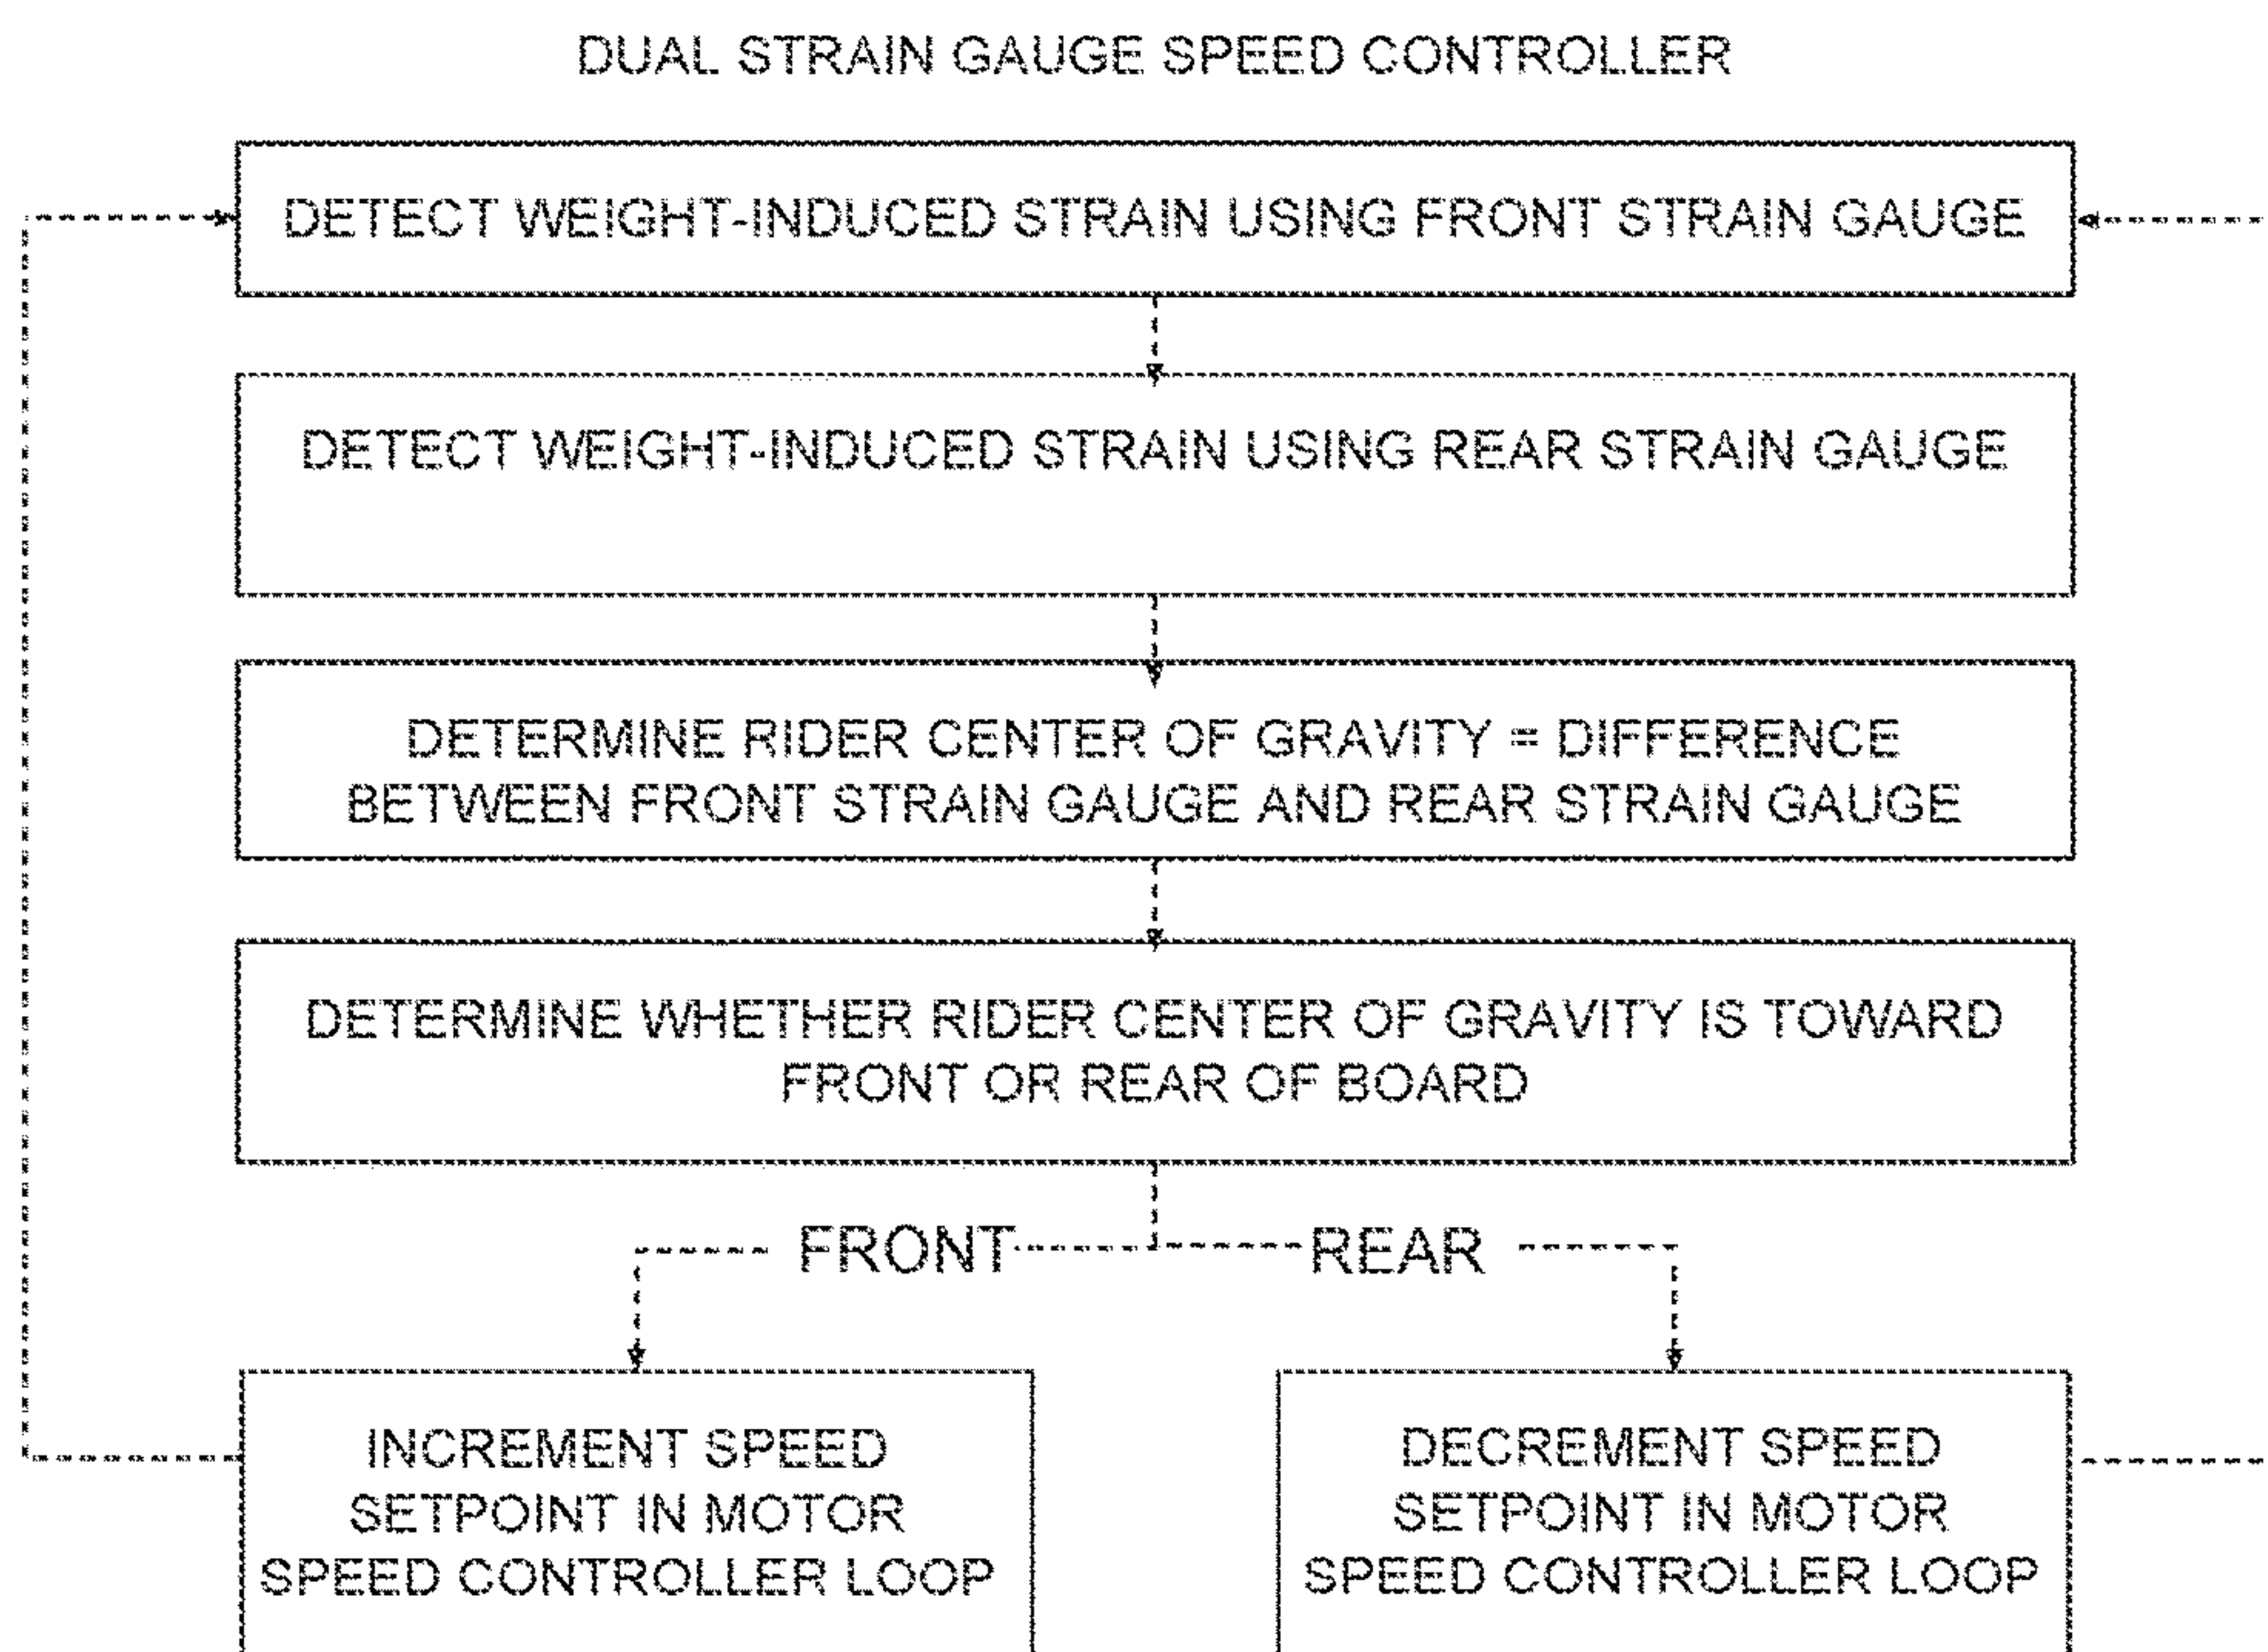 DUAL STRAIN GAUGE SPEED CONTROLLER
DETECT WEIGHT-INDUCED STRAIN USING FRONT STRAIN GAUGE
DETECT WEIGHT-INDUCED STRAIN USING REAR STRAIN GAUGE
DETERMINE RIDER CENTER OF GRAVITY = DIFFERENCE
BETWEEN FRONT STRAIN GAUGE AND REAR STRAIN GAUGE
DETERMINE WHETHER RIDER CENTER OF GRAVITY IS TOWARD
FRONT OR REAR OF BOARD
FRONT
REAR
INCREMENT SPEED
SETPOINT IN MOTOR
SPEED CONTROLLER LOOP
DECREMENT SPEED
SETPOINT IN MOTOR
SPEED CONTROLLER LOOP